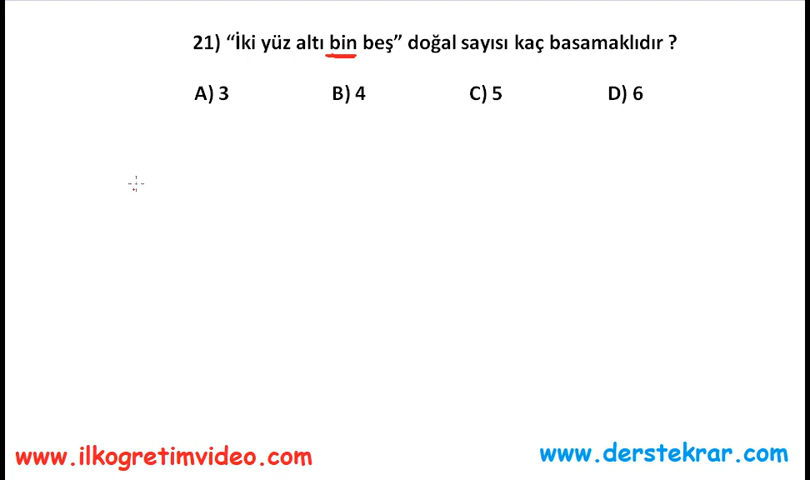 21) “İki yüz altı bin beş” doğal sayısı kaç basamaklıdır ?
A) 3 B) 4 C) 5 D) 6
www.ilkogretimvideo.com www.derstekrar.com